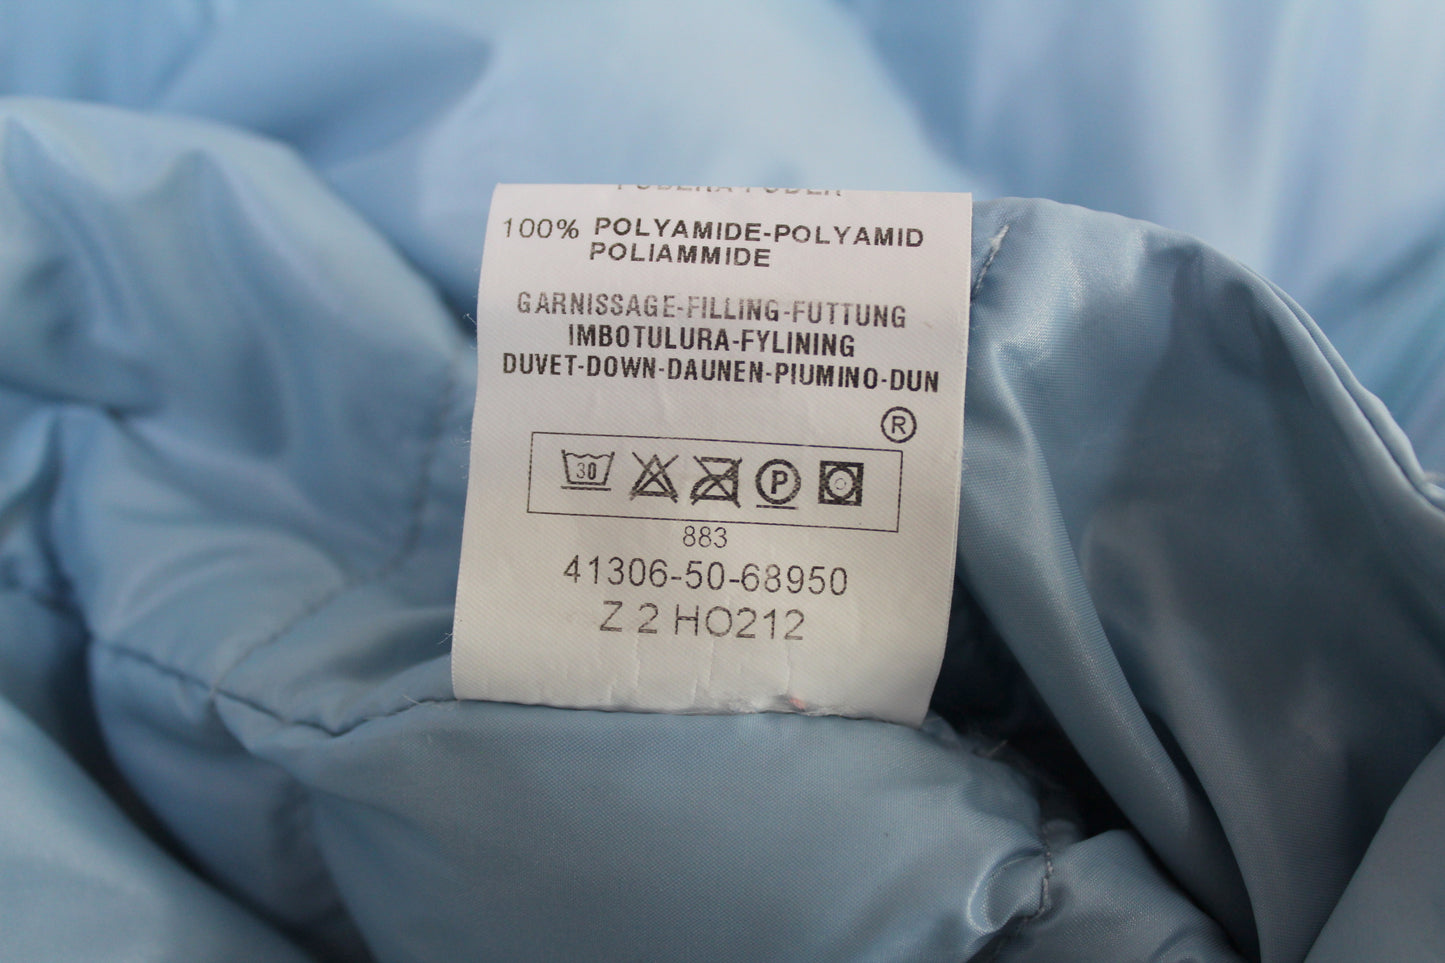 100% POLYAMIDE-POLYAMID
POLIAMMIDE
GARNISSAGE-FILLING-FUTTUNG
IMBOTULURA-FYLINING
DUVET-DOWN-DAUNEN-PIUMINO-DUN
®
30 P
883
41306-50-68950
Z 2 HO212